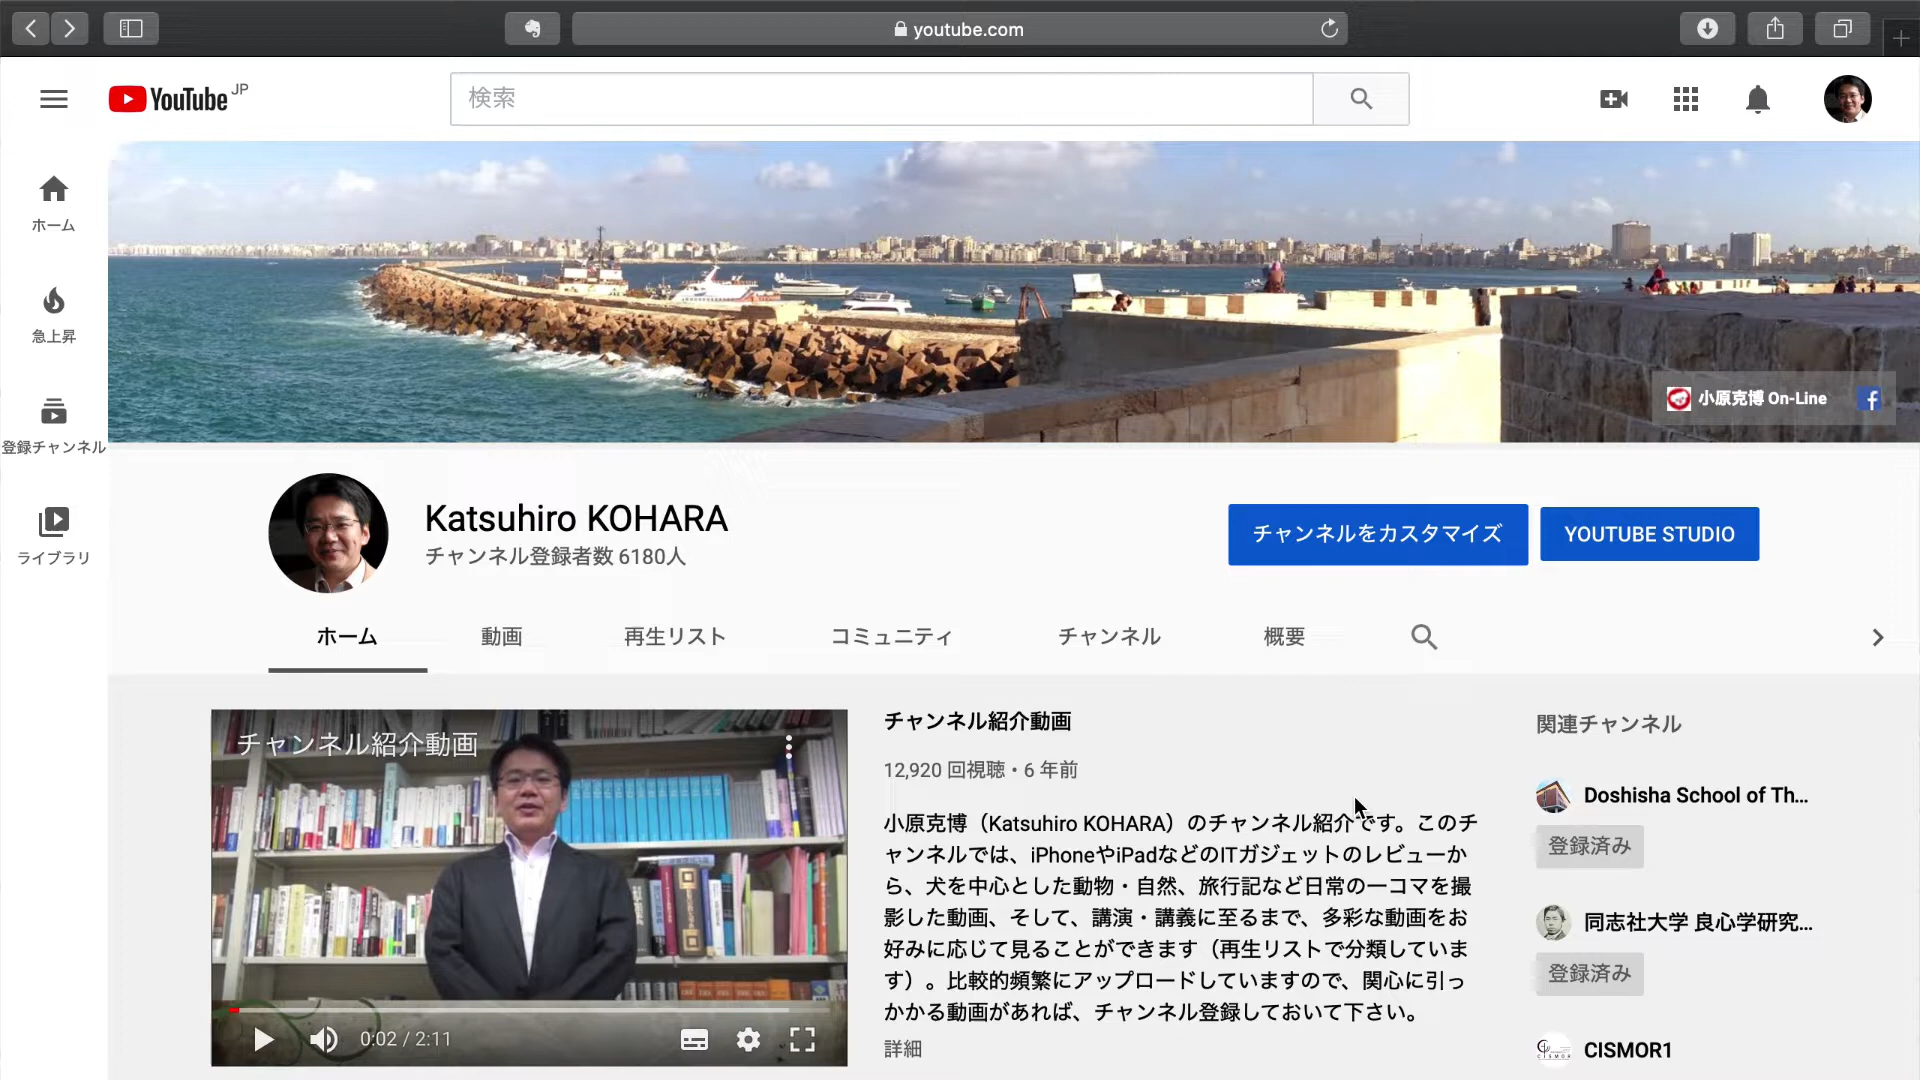 youtube.com
YouTube JP
検索
ホーム
急上昇
登録チャンネル
ライブラリ
小原克博 On-Line
Katsuhiro KOHARA
チャンネル登録者数 6180人
チャンネルをカスタマイズ
YOUTUBE STUDIO
ホーム 動画 再生リスト コミュニティ チャンネル 概要
チャンネル紹介動画
0:02 / 2:11
チャンネル紹介動画
12,920 回視聴・6 年前
小原克博（Katsuhiro KOHARA）のチャンネル紹介です。このチ
ャンネルでは、iPhoneやiPadなどのITガジェットのレビューか
ら、犬を中心とした動物・自然、旅行記など日常の一コマを撮
影した動画、そして、講演・講義に至るまで、多彩な動画をお
好みに応じて見ることができます（再生リストで分類していま
す）。比較的頻繁にアップロードしていますので、関心に引っ
かかる動画があれば、チャンネル登録しておいて下さい。
詳細
関連チャンネル
Doshisha School of Th...
登録済み
同志社大学 良心学研究...
登録済み
CISMOR1